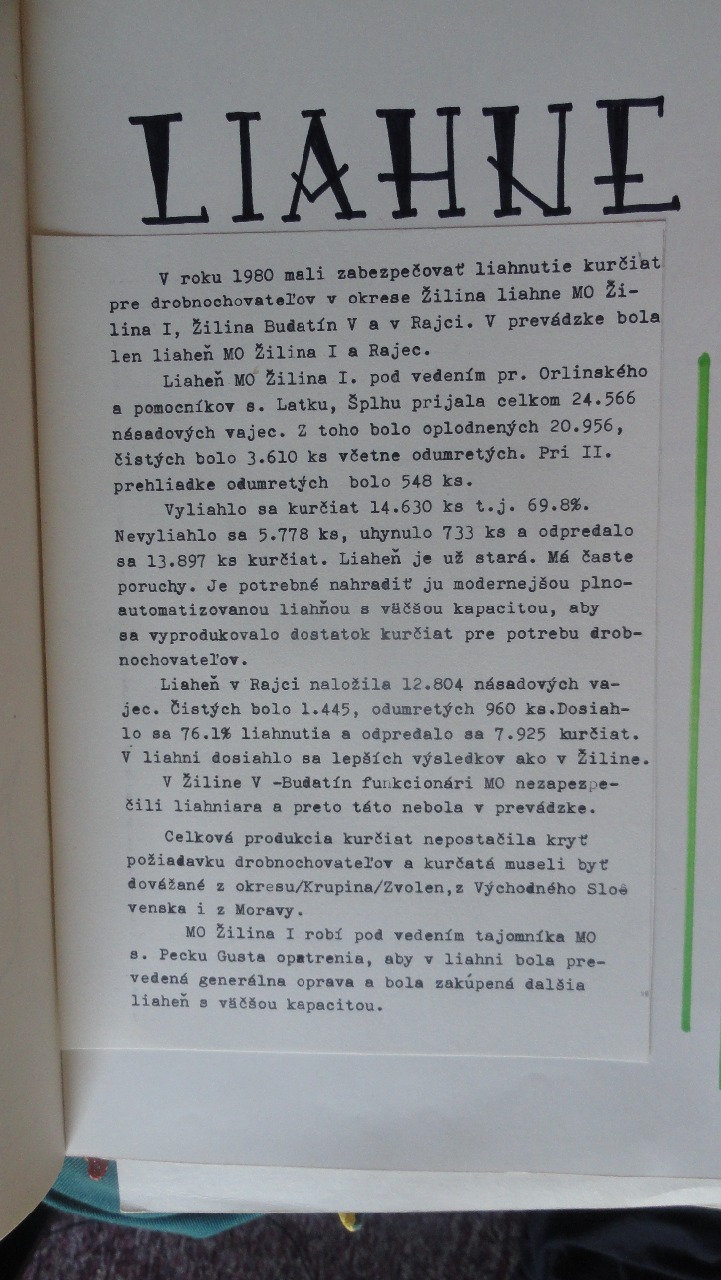 LIAHNE
V roku 1980 mali zabezpečovať liahnutie kurčiat
pre drobnochovateľov v okrese Žilina liahne MO Ži-
lina I, Žilina Budatín V a v Rajci. V prevádzke bola
len liaheň MO Žilina I a Rajec.
Liaheň MO Žilina I. pod vedením pr. Orlinského
a pomocníkov s. Latku, Šplhu prijala celkom 24.566
násadových vajec. Z toho bolo oplodnených 20.956,
čistých bolo 3.610 ks včetne odumretých. Pri II.
prehliadke odumretých bolo 548 ks.
Vyliahlo sa kurčiat 14.630 ks t.j. 69.8%.
Nevyliahlo sa 5.778 ks, uhynulo 733 ks a odpredalo
sa 13.897 ks kurčiat. Liaheň je už stará. Má časte
poruchy. Je potrebné nahradiť ju modernejšou plno-
automatizovanou liahňou s väčšou kapacitou, aby
sa vyprodukovalo dostatok kurčiat pre potrebu drob-
nochovateľov.
Liaheň v Rajci naložila 12.804 násadových va-
jec. Čistých bolo 1.445, odumretých 960 ks.Dosiah-
lo sa 76.1% liahnutia a odpredalo sa 7.925 kurčiat.
V liahni dosiahlo sa lepších výsledkov ako v Žiline.
V Žiline V -Budatín funkcionári MO nezapezpe-
čili liahniara a preto táto nebola v prevádzke.
Celková produkcia kurčiat nepostačila kryť
požiadavku drobnochovateľov a kurčatá museli byť
dovážané z okresu/Krupina/Zvolen,z Východného Slo
venska i z Moravy.
MO Žilina I robí pod vedením tajomníka MO
s. Pecku Gusta opatrenia, aby v liahni bola pre-
vedená generálna oprava a bola zakúpená dalšia
liaheň s väčšou kapacitou.